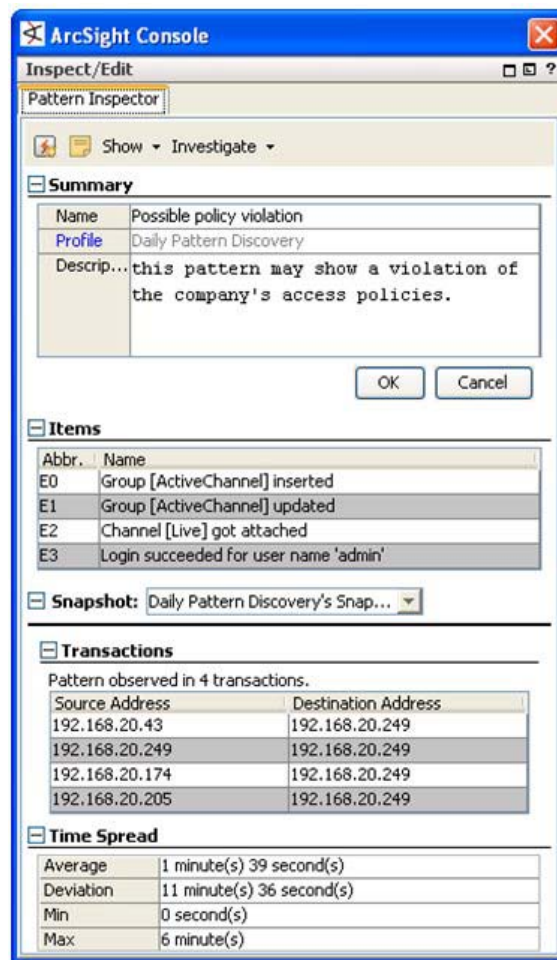 ArcSight Console
Inspect/Edit ?
Pattern Inspector
Show Investigate
Summary
Name Possible policy violation
Profile Daily Pattern Discovery
Descrip... this pattern may show a violation of
the company's access policies.
OK Cancel
Items
Abbr. Name
E0 Group [ActiveChannel] inserted
E1 Group [ActiveChannel] updated
E2 Channel [Live] got attached
E3 Login succeeded for user name 'admin'
Snapshot: Daily Pattern Discovery's Snap...
Transactions
Pattern observed in 4 transactions.
Source Address Destination Address
192.168.20.43 192.168.20.249
192.168.20.249 192.168.20.249
192.168.20.174 192.168.20.249
192.168.20.205 192.168.20.249
Time Spread
Average 1 minute(s) 39 second(s)
Deviation 11 minute(s) 36 second(s)
Min 0 second(s)
Max 6 minute(s)